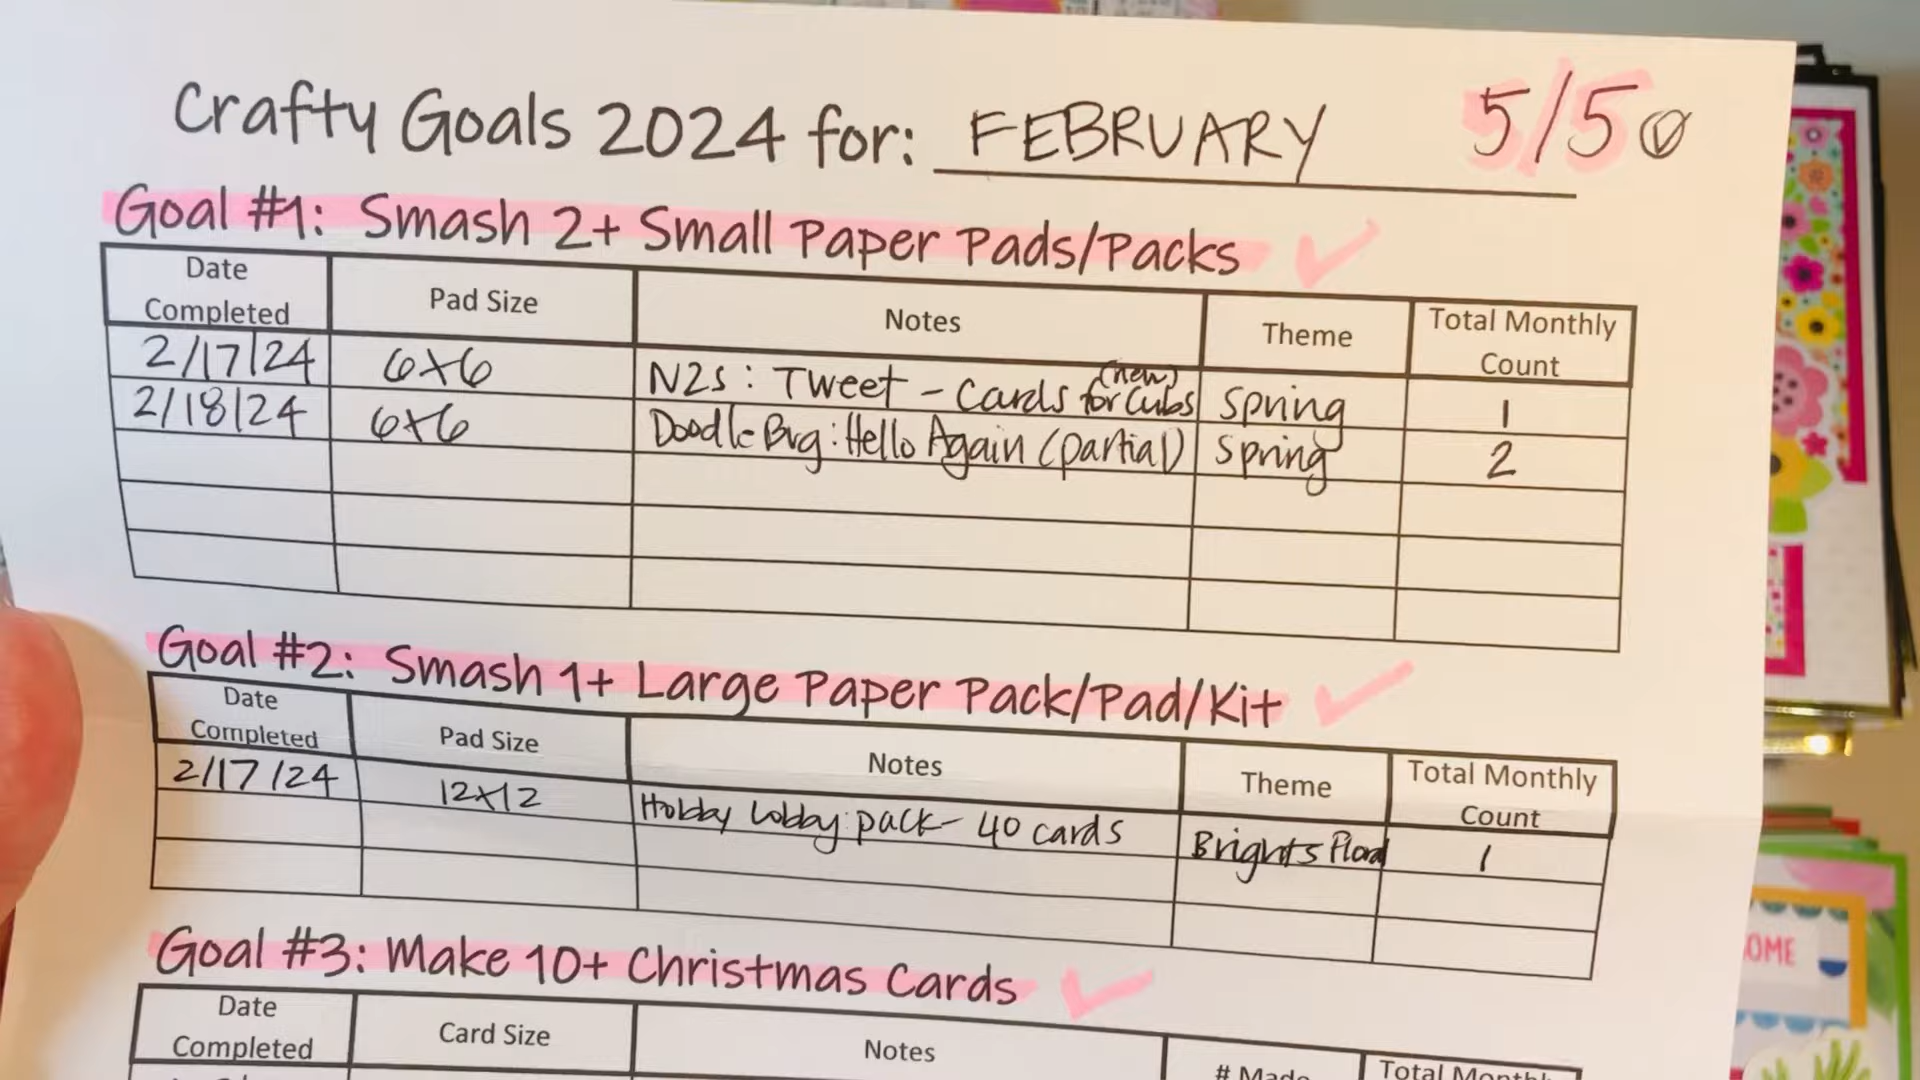 Crafty Goals 2024 for: FEBRUARY 5/5
Goal #1: Smash 2+ Small Paper Pads/Packs
Date Completed Pad Size Notes Theme Total Monthly Count
2/17/24 6x6 N2S: Tweet - Cards for (new) Cubs Spring 1
2/18/24 6x6 DoodleBug: Hello Again (partial) Spring 2
Goal #2: Smash 1+ Large Paper Pack/Pad/Kit
Date Completed Pad Size Notes Theme Total Monthly Count
2/17/24 12x12 Hobby Lobby pack - 40 cards Brights Floral 1
Goal #3: Make 10+ Christmas Cards
Date Completed Card Size Notes # Made Total
OME